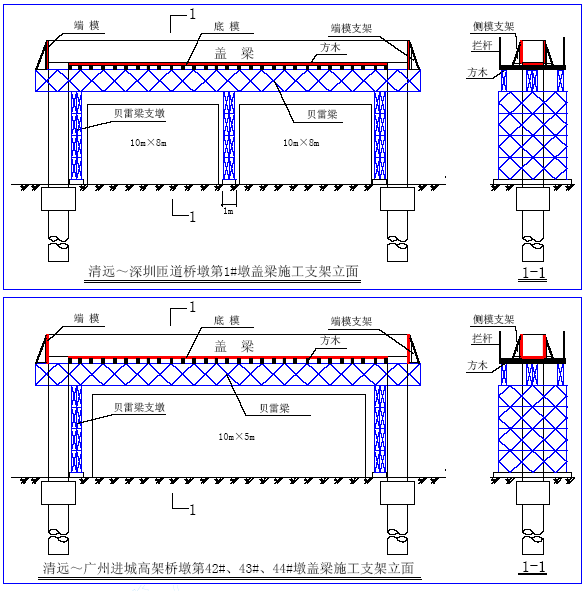 1
端 模
底 模
端模支架
盖 梁
方木
贝雷梁支墩
贝雷梁
10m×8m
10m×8m
1m
1
清远～深圳匝道桥墩第1#墩盖梁施工支架立面
侧模支架
拦杆
方木
1-1
1
端 模
底 模
端模支架
盖 梁
方木
贝雷梁支墩
贝雷梁
10m×5m
1
清远～广州进城高架桥墩第42#、43#、44#墩盖梁施工支架立面
侧模支架
拦杆
方木
1-1